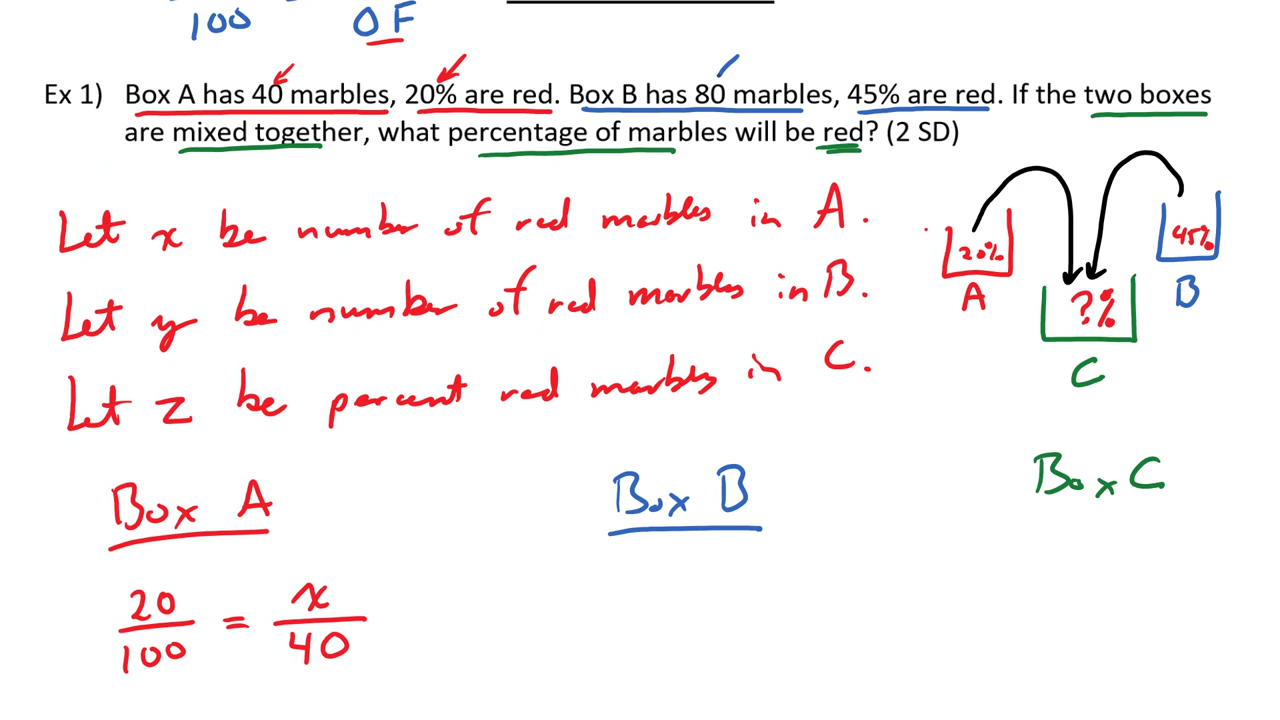 100 OF
Ex 1) Box A has 40 marbles, 20% are red. Box B has 80 marbles, 45% are red. If the two boxes
are mixed together, what percentage of marbles will be red? (2 SD)
Let x be number of red marbles in A.
Let y be number of red marbles in B.
Let z be percent red marbles in C.
20% 45%
A B
?%
C
Box A Box B Box C
20/100 = x/40